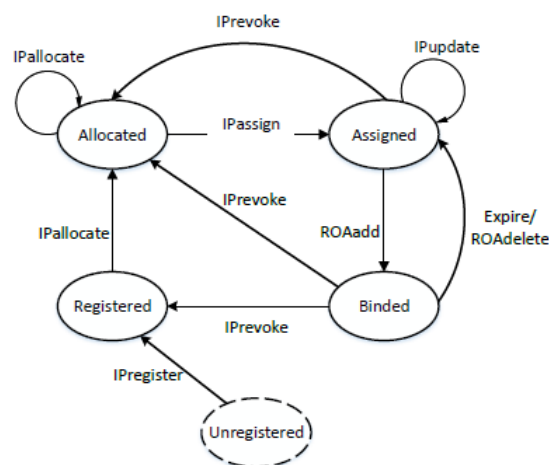 IPrevoke
IPallocate
IPupdate
Allocated
IPassign
Assigned
IPrevoke
Expire/
ROAdelete
ROAadd
IPallocate
Registered
Binded
IPrevoke
IPregister
Unregistered